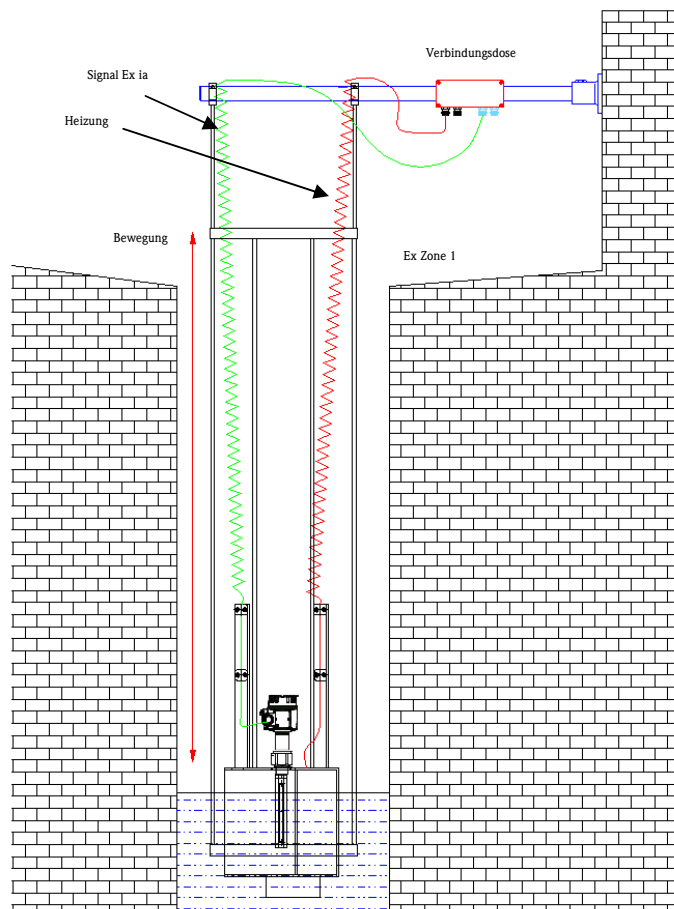 Verbindungsdose
Signal Ex ia
Heizung
Bewegung
Ex Zone 1